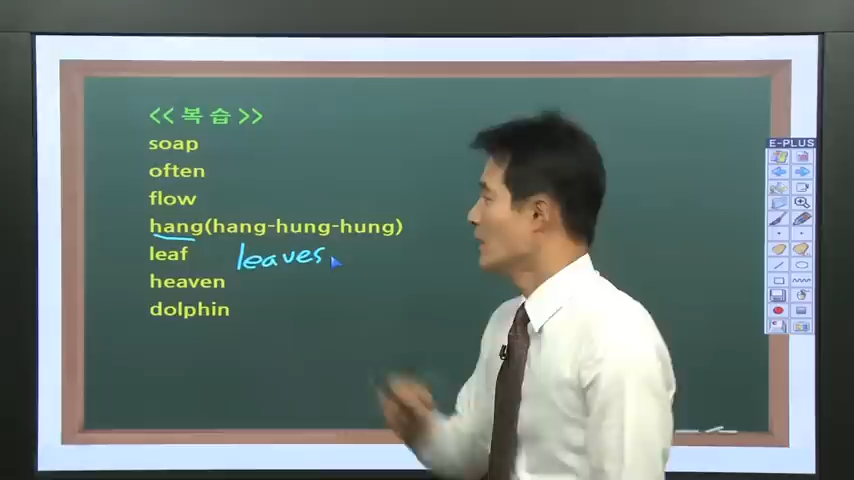 <<복습>>
soap
often
flow
hang(hang-hung-hung)
leaf leaves
heaven
dolphin
E-PLUS